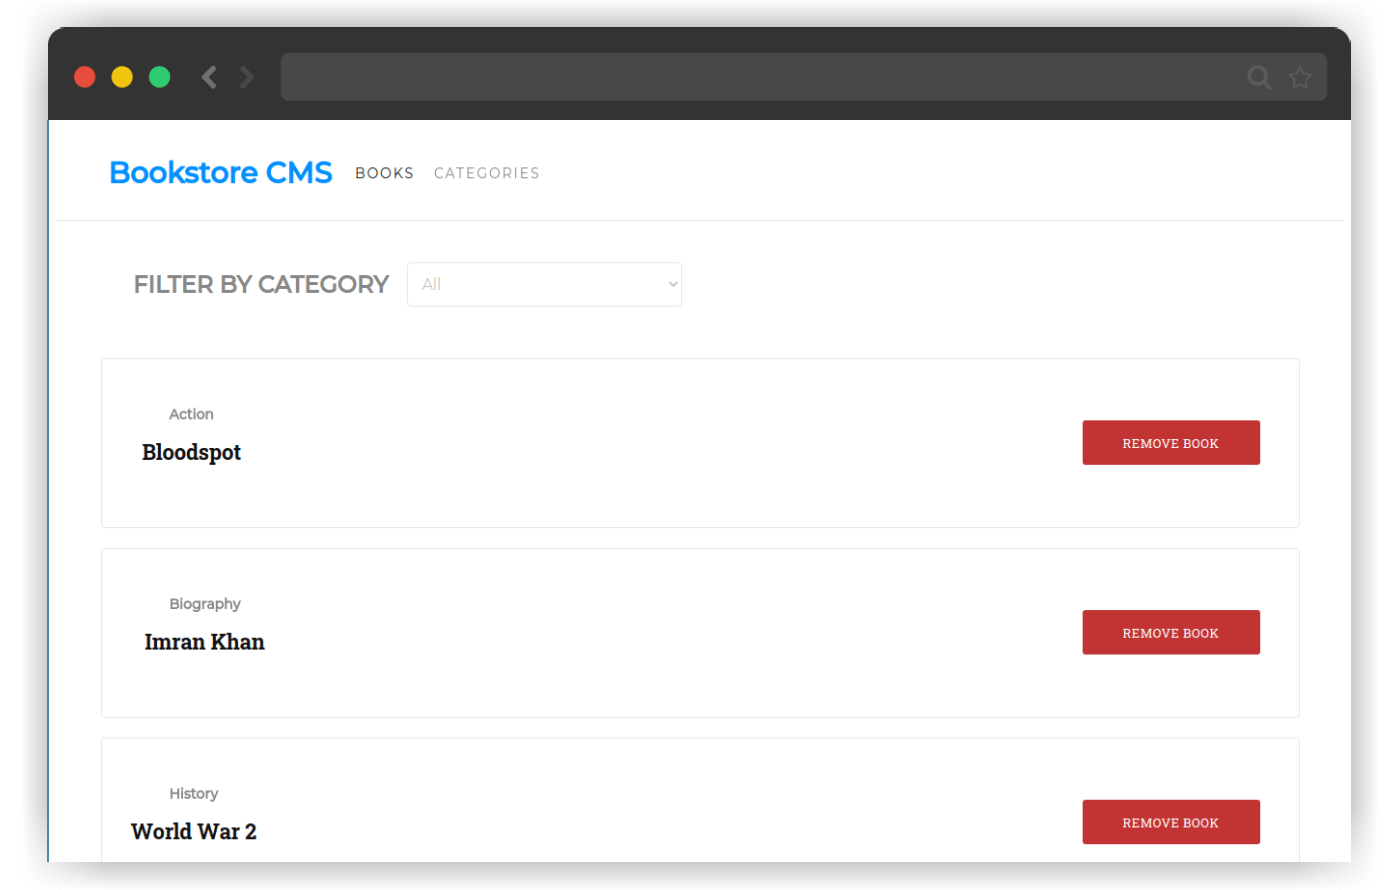 Bookstore CMS BOOKS CATEGORIES
FILTER BY CATEGORY All
Action
Bloodspot
REMOVE BOOK
Biography
Imran Khan
REMOVE BOOK
History
World War 2
REMOVE BOOK